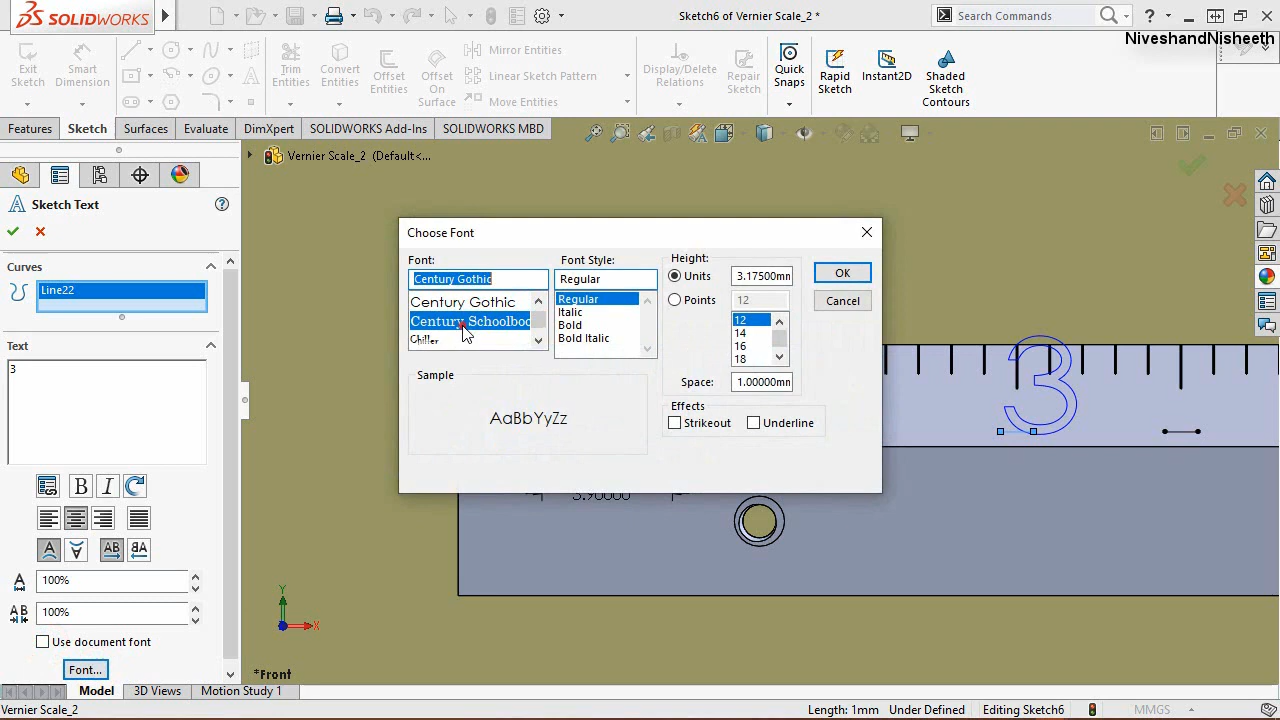 SOLIDWORKS
Sketch6 of Vernier Scale_2 *
Search Commands
?
NiveshandNisheeth
Exit Sketch
Smart Dimension
Trim Entities
Convert Entities
Offset Entities
Offset On Surface
Mirror Entities
Linear Sketch Pattern
Move Entities
Display/Delete Relations
Repair Sketch
Quick Snaps
Rapid Sketch
Instant2D
Shaded Sketch Contours
Features
Sketch
Surfaces
Evaluate
DimXpert
SOLIDWORKS Add-Ins
SOLIDWORKS MBD
Vernier Scale_2 (Default<...
Sketch Text
Curves
Line22
Text
3
B
I
C
100%
100%
Use document font
Font...
Choose Font
Font:
Century Gothic
Century Gothic
Century Schoolboo
Chiller
Font Style:
Regular
Regular
Italic
Bold
Bold Italic
Height:
Units
3.17500mm
Points
12
12
14
16
18
Space:
1.00000mm
OK
Cancel
Sample
AaBbYyZz
Effects
Strikeout
Underline
3
3.90000
Y
X
*Front
Model
3D Views
Motion Study 1
Vernier Scale_2
Length: 1mm
Under Defined
Editing Sketch6
MMGS